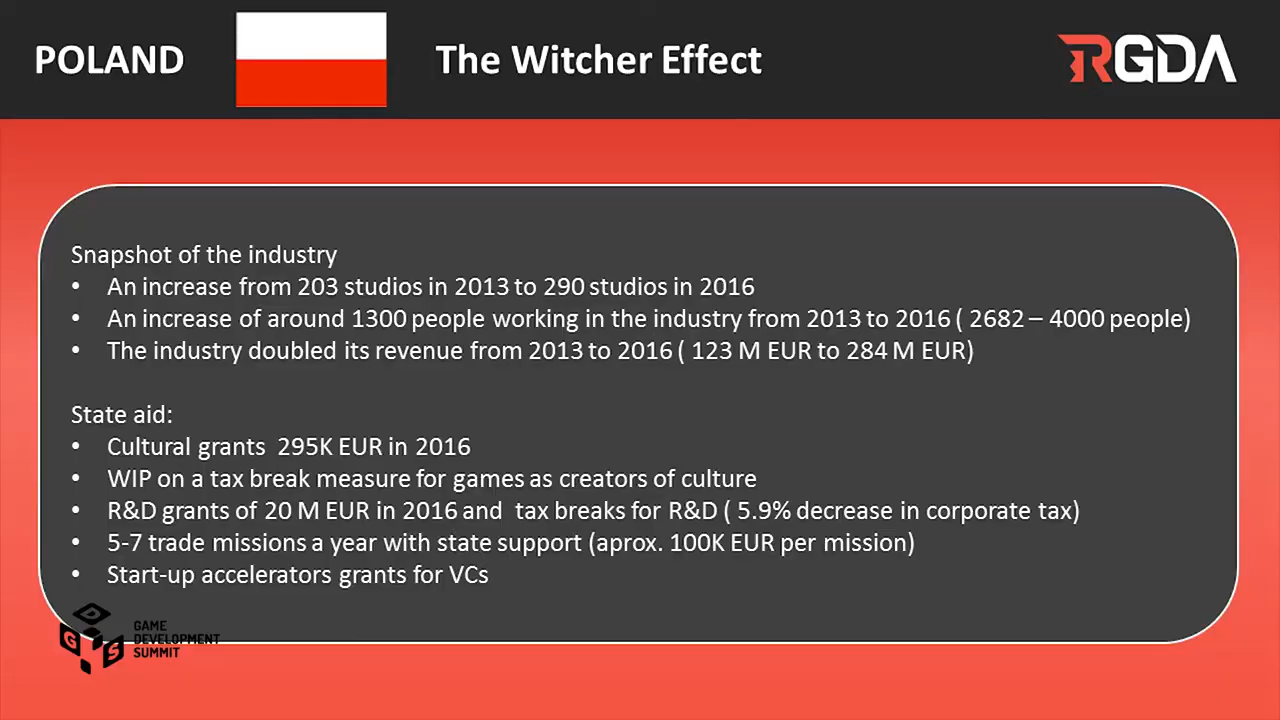 POLAND
The Witcher Effect
RGDA
Snapshot of the industry
• An increase from 203 studios in 2013 to 290 studios in 2016
• An increase of around 1300 people working in the industry from 2013 to 2016 ( 2682 – 4000 people)
• The industry doubled its revenue from 2013 to 2016 ( 123 M EUR to 284 M EUR)
State aid:
• Cultural grants  295K EUR in 2016
• WIP on a tax break measure for games as creators of culture
• R&D grants of 20 M EUR in 2016 and  tax breaks for R&D ( 5.9% decrease in corporate tax)
• 5-7 trade missions a year with state support (aprox. 100K EUR per mission)
• Start-up accelerators grants for VCs
GDS
GAME
DEVELOPMENT
SUMMIT